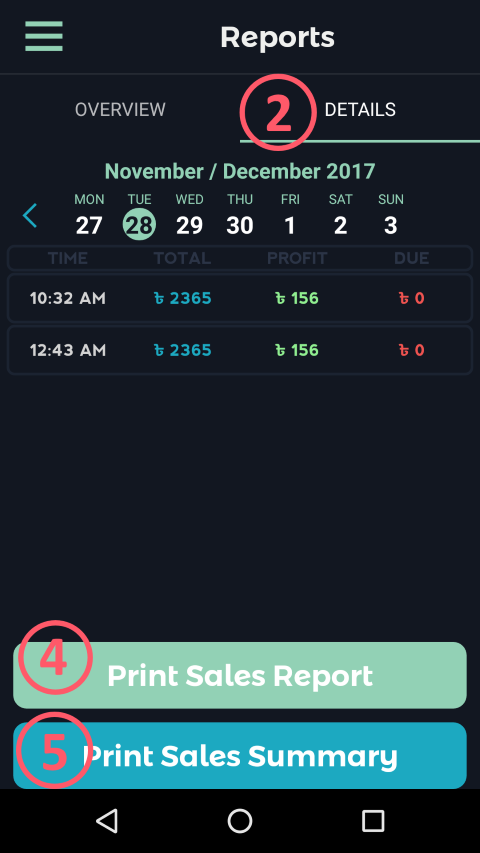 Reports
OVERVIEW 2 DETAILS
November / December 2017
MON TUE WED THU FRI SAT SUN
27 28 29 30 1 2 3
TIME TOTAL PROFIT DUE
10:32 AM ৳ 2365 ৳ 156 ৳ 0
12:43 AM ৳ 2365 ৳ 156 ৳ 0
4 Print Sales Report
5 Print Sales Summary